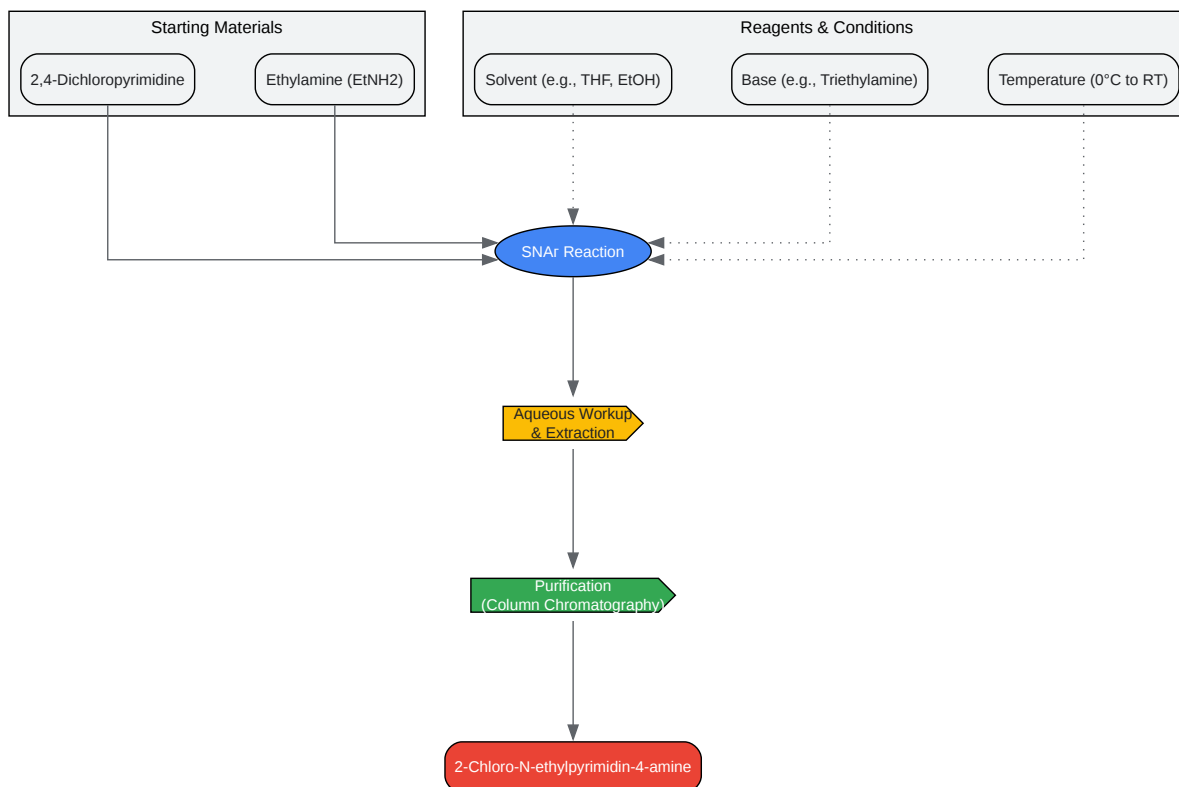 Starting Materials
Reagents & Conditions
2,4-Dichloropyrimidine
Ethylamine (EtNH2)
Solvent (e.g., THF, EtOH)
Base (e.g., Triethylamine)
Temperature (0°C to RT)
SNAr Reaction
Aqueous Workup
& Extraction
Purification
(Column Chromatography)
2-Chloro-N-ethylpyrimidin-4-amine